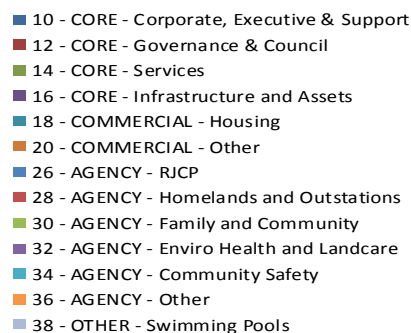 10 - CORE - Corporate, Executive & Support
12 - CORE - Governance & Council
14 - CORE - Services
16 - CORE - Infrastructure and Assets
18 - COMMERCIAL - Housing
20 - COMMERCIAL - Other
26 - AGENCY - RJCP
28 - AGENCY - Homelands and Outstations
30 - AGENCY - Family and Community
32 - AGENCY - Enviro Health and Landcare
34 - AGENCY - Community Safety
36 - AGENCY - Other
38 - OTHER - Swimming Pools